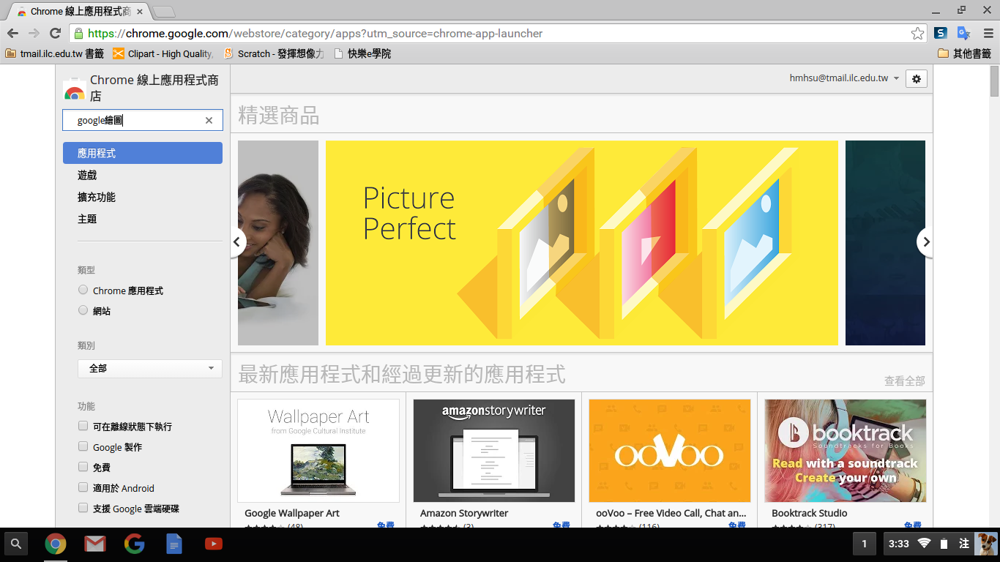 Chrome 線上應用程式商
https://chrome.google.com/webstore/category/apps?utm_source=chrome-app-launcher
tmail.ilc.edu.tw 書籤
Clipart - High Quality,
Scratch - 發揮想像力
快樂e學院
其他書籤
Chrome 線上應用程式商
店
hmhsu@tmail.ilc.edu.tw
google繪圖
應用程式
遊戲
擴充功能
主題
類型
Chrome 應用程式
網站
類別
全部
功能
可在離線狀態下執行
Google 製作
免費
適用於 Android
支援 Google 雲端硬碟
精選商品
Picture
Perfect
最新應用程式和經過更新的應用程式
查看全部
Wallpaper Art
from Google Cultural Institute
Google Wallpaper Art
(48)
免費
amazonstorywriter
Amazon Storywriter
(3)
免費
ooVoo
ooVoo – Free Video Call, Chat an...
(116)
免費
booktrack
Soundtracks for Books
Read with a soundtrack
Create your own
Booktrack Studio
(317)
免費
1
3:33
注